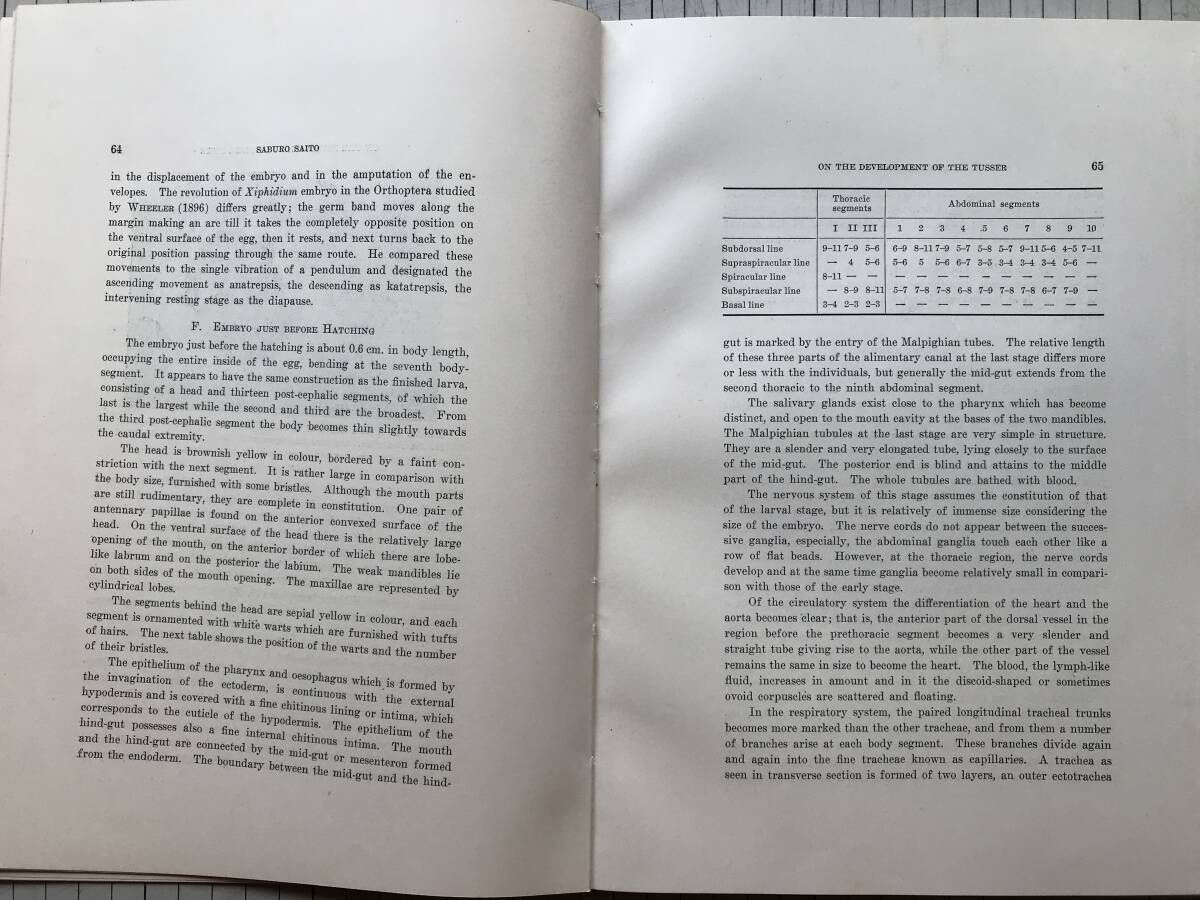 64
SABURO SAITO
in the displacement of the embryo and in the amputation of the en-
velopes. The revolution of Xiphidium embryo in the Orthoptera studied
by WHEELER (1896) differs greatly; the germ band moves along the
margin making an are till it takes the completely opposite position on
the ventral surface of the egg, then it rests, and next turns back to the
original position passing through the same route. He compared these
movements to the single vibration of a pendulum and designated the
ascending movement as anatrepsis, the descending as katatrepsis, the
intervening resting stage as the diapause.
F. EMBRYO JUST BEFORE HATCHING
The embryo just before the hatching is about 0.6 cm. in body length,
occupying the entire inside of the egg, bending at the seventh body-
segment. It appears to have the same construction as the finished larva,
consisting of a head and thirteen post-cephalic segments, of which the
last is the largest while the second and third are the broadest. From
the third post-cephalic segment the body becomes thin slightly towards
the caudal extremity.
The head is brownish yellow in colour, bordered by a faint con-
striction with the next segment. It is rather large in comparison with
the body size, furnished with some bristles. Although the mouth parts
are still rudimentary, they are complete in constitution. One pair of
antennary papillae is found on the anterior convexed surface of the
head. On the ventral surface of the head there is the relatively large
opening of the mouth, on the anterior border of which there are lobe-
like labrum and on the posterior the labium. The weak mandibles lie
on both sides of the mouth opening. The maxillae are represented by
cylindrical lobes.
The segments behind the head are sepial yellow in colour, and each
segment is ornamented with white warts which are furnished with tufts
of hairs. The next table shows the position of the warts and the number
of their bristles.
The epithelium of the pharynx and oesophagus which is formed by
the invagination of the ectoderm, is continuous with the external
hypodermis and is covered with a fine chitinous lining or intima, which
corresponds to the cuticle of the hypodermis. The epithelium of the
hind-gut possesses also a fine internal chitinous intima. The mouth
and the hind-gut are connected by the mid-gut or mesenteron formed
from the endoderm. The boundary between the mid-gut and the hind-
ON THE DEVELOPMENT OF THE TUSSER
65
Thoracic segments Abdominal segments
I II III 1 2 3 4 5 6 7 8 9 10
Subdorsal line 9–11 7–9 5–6 6–9 8–11 7–9 5–7 5–8 5–7 9–11 5–6 4–5 7–11
Supraspiracular line — 4 5–6 5–6 5 5–6 6–7 3–5 3–4 3–4 3–4 5–6 —
Spiracular line 8–11 — — — — — — — — — — — —
Subspiracular line — 8–9 8–11 5–7 7–8 7–8 6–8 7–9 7–8 7–8 6–7 7–9 —
Basal line 3–4 2–3 2–3 — — — — — — — — — —
gut is marked by the entry of the Malpighian tubes. The relative length
of these three parts of the alimentary canal at the last stage differs more
or less with the individuals, but generally the mid-gut extends from the
second thoracic to the ninth abdominal segment.
The salivary glands exist close to the pharynx which has become
distinct, and open to the mouth cavity at the bases of the two mandibles.
The Malpighian tubules at the last stage are very simple in structure.
They are a slender and very elongated tube, lying closely to the surface
of the mid-gut. The posterior end is blind and attains to the middle
part of the hind-gut. The whole tubules are bathed with blood.
The nervous system of this stage assumes the constitution of that
of the larval stage, but it is relatively of immense size considering the
size of the embryo. The nerve cords do not appear between the succes-
sive ganglia, especially, the abdominal ganglia touch each other like a
row of flat beads. However, at the thoracic region, the nerve cords
develop and at the same time ganglia become relatively small in compari-
son with those of the early stage.
Of the circulatory system the differentiation of the heart and the
aorta becomes clear; that is, the anterior part of the dorsal vessel in the
region before the prethoracic segment becomes a very slender and
straight tube giving rise to the aorta, while the other part of the vessel
remains the same in size to become the heart. The blood, the lymph-like
fluid, increases in amount and in it the discoid-shaped or sometimes
ovoid corpuscles are scattered and floating.
In the respiratory system, the paired longitudinal tracheal trunks
becomes more marked than the other tracheae, and from them a number
of branches arise at each body segment. These branches divide again
and again into the fine tracheae known as capillaries. A trachea as
seen in transverse section is formed of two layers, an outer ectotrachea